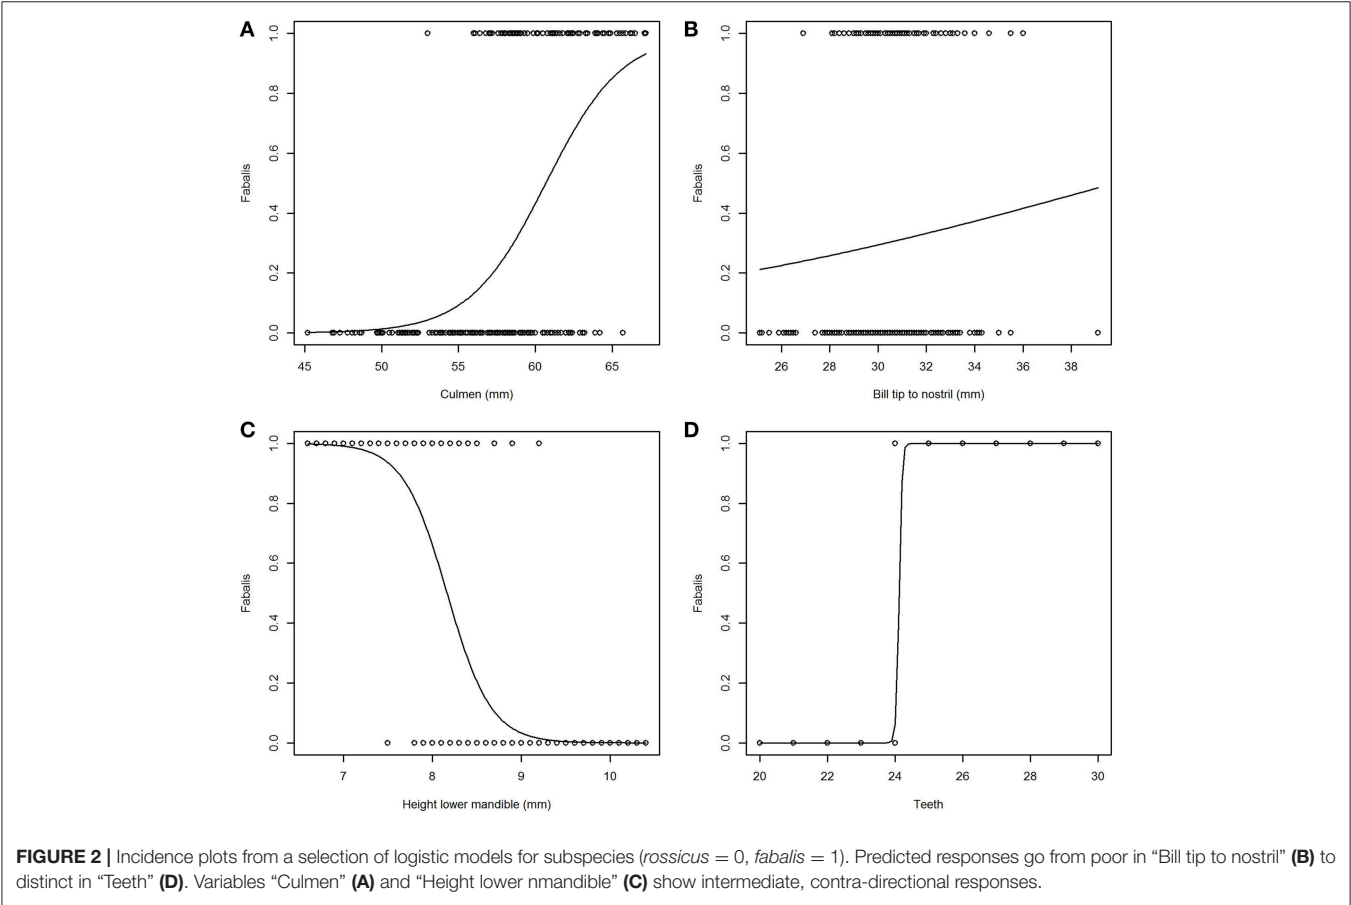 A
1.0
0.8
0.6
0.4
0.2
0.0
Fabalis
45 50 55 60 65
Culmen (mm)
B
1.0
0.8
0.6
0.4
0.2
0.0
Fabalis
26 28 30 32 34 36 38
Bill tip to nostril (mm)
C
1.0
0.8
0.6
0.4
0.2
0.0
Fabalis
7 8 9 10
Height lower mandible (mm)
D
1.0
0.8
0.6
0.4
0.2
0.0
Fabalis
20 22 24 26 28 30
Teeth
FIGURE 2 | Incidence plots from a selection of logistic models for subspecies (rossicus = 0, fabalis = 1). Predicted responses go from poor in “Bill tip to nostril” (B) to
distinct in “Teeth” (D). Variables “Culmen” (A) and “Height lower nmandible” (C) show intermediate, contra-directional responses.